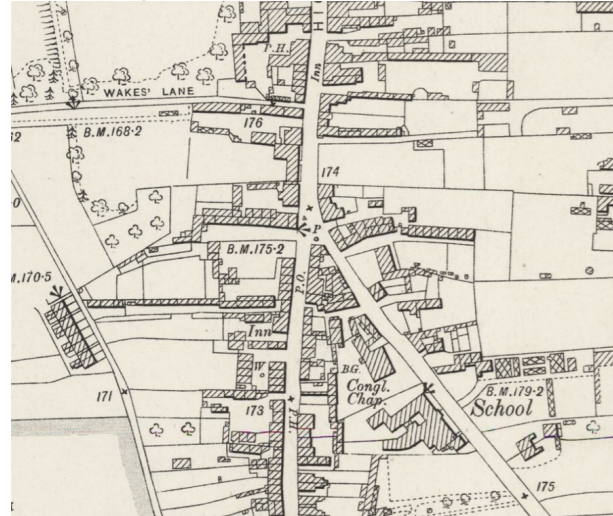 P.H.
Inn
WAKES' LANE
B.M.168·2
176
174
P
B.M.175·2
M.170·5
P.O.
Inn
W
B.G.
Congl.
Chap.
171
173
P.H.
B.M.179·2
School
175